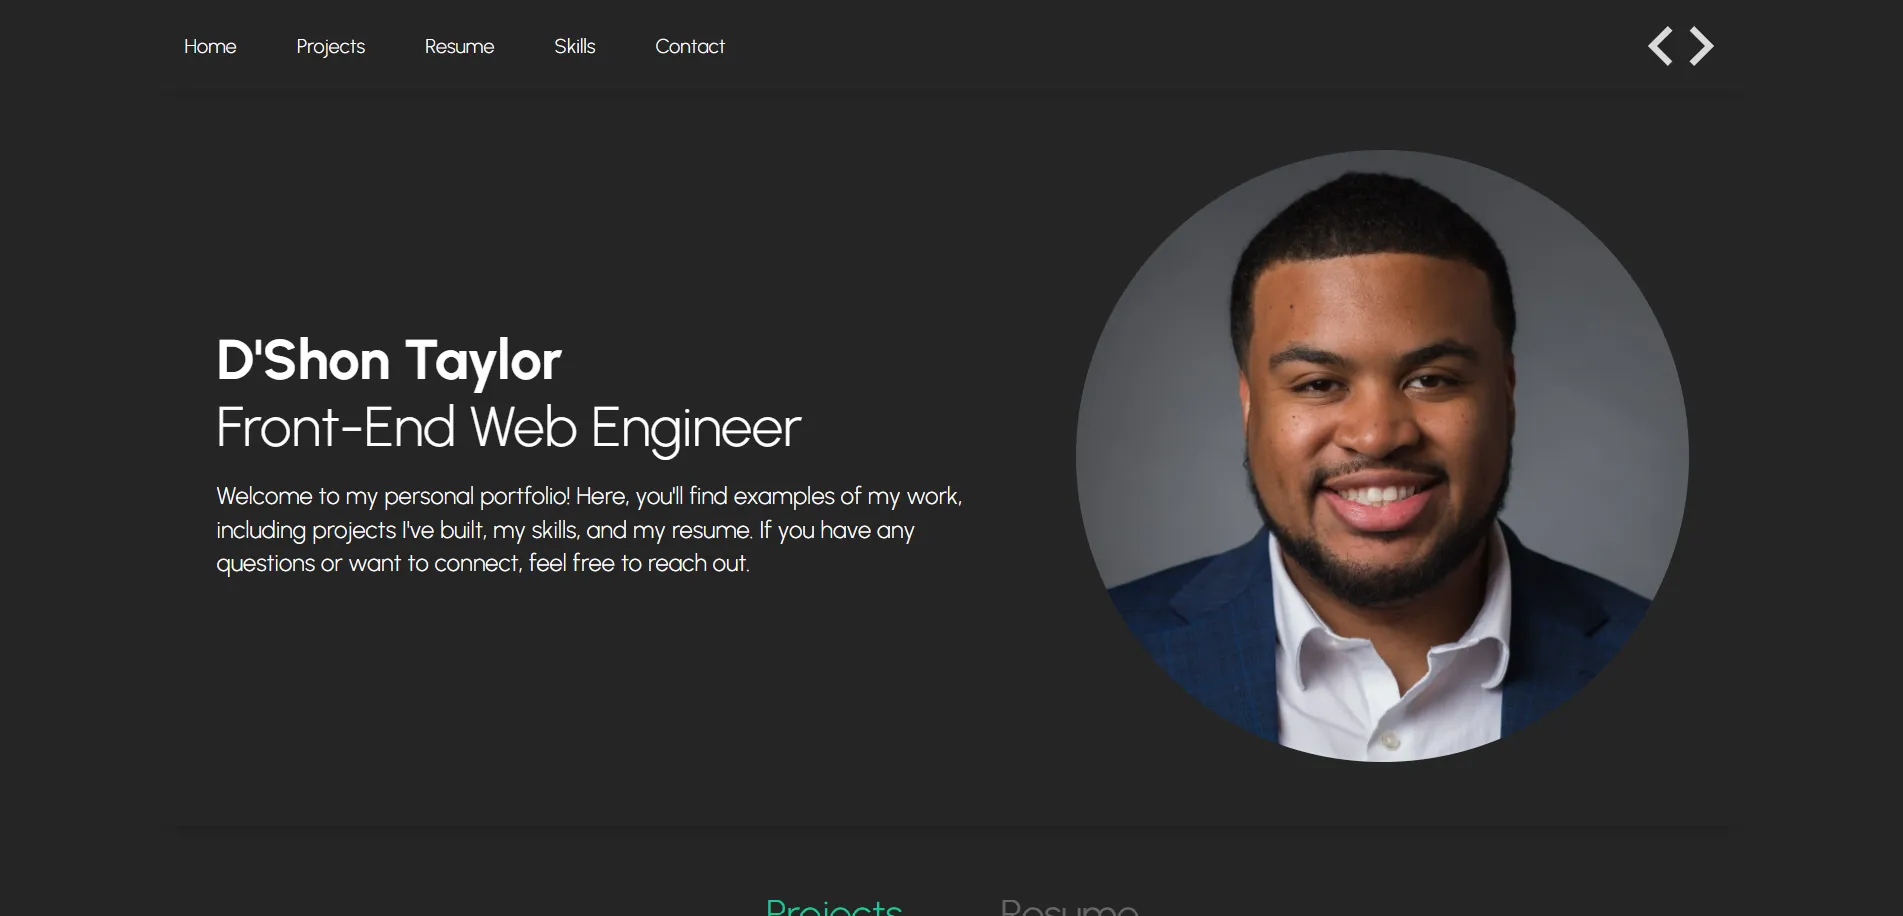 Home Projects Resume Skills Contact
D'Shon Taylor
Front-End Web Engineer
Welcome to my personal portfolio! Here, you'll find examples of my work,
including projects I've built, my skills, and my resume. If you have any
questions or want to connect, feel free to reach out.
Projects Resume